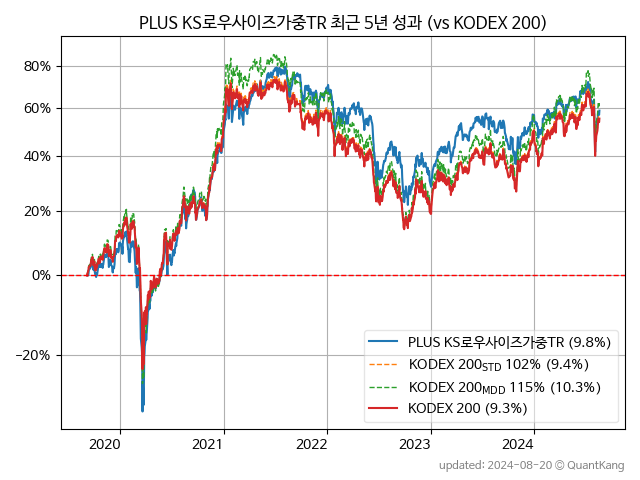 PLUS KS로우사이즈가중TR 최근 5년 성과 (vs KODEX 200)
80%
60%
40%
20%
0%
−20%
PLUS KS로우사이즈가중TR (9.8%)
KODEX 200STD 102% (9.4%)
KODEX 200MDD 115% (10.3%)
KODEX 200 (9.3%)
2020 2021 2022 2023 2024
updated: 2024-08-20 © QuantKang